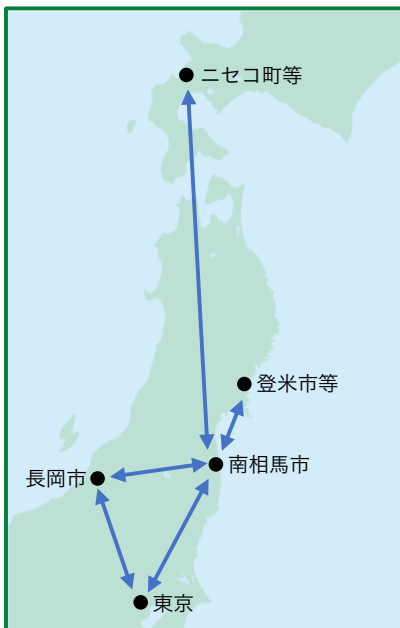 ニセコ町等
登米市等
南相馬市
長岡市
東京